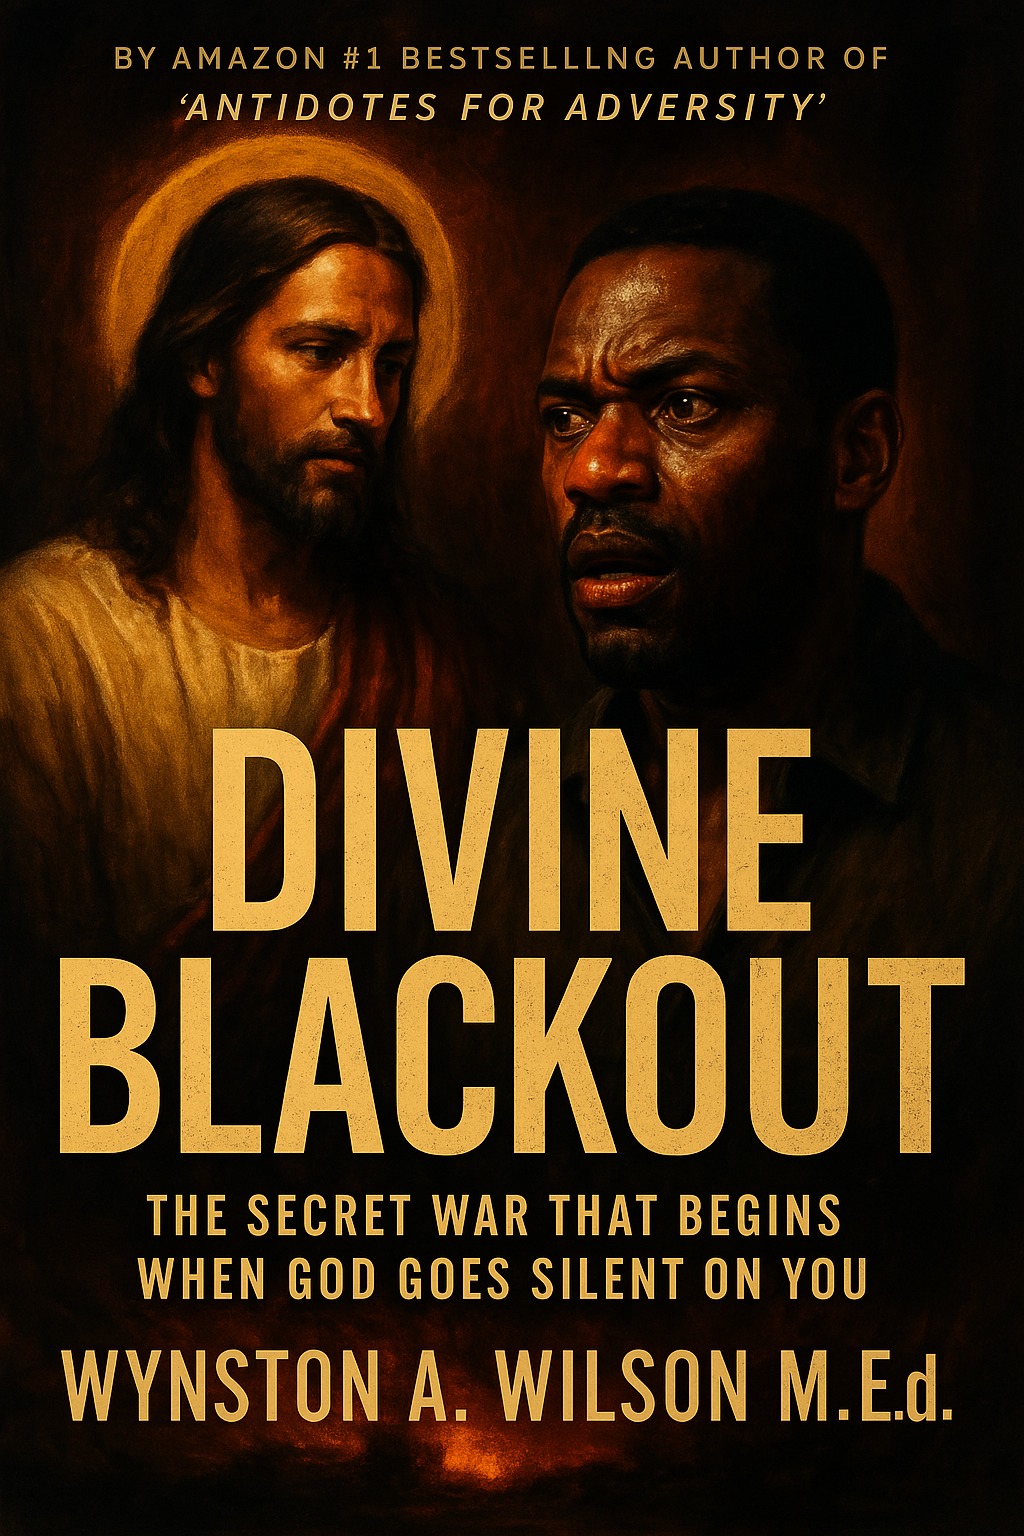 BY AMAZON #1 BESTSELLLNG AUTHOR OF
‘ANTIDOTES FOR ADVERSITY’
DIVINE
BLACKOUT
THE SECRET WAR THAT BEGINS
WHEN GOD GOES SILENT ON YOU
WYNSTON A. WILSON M.Ed.